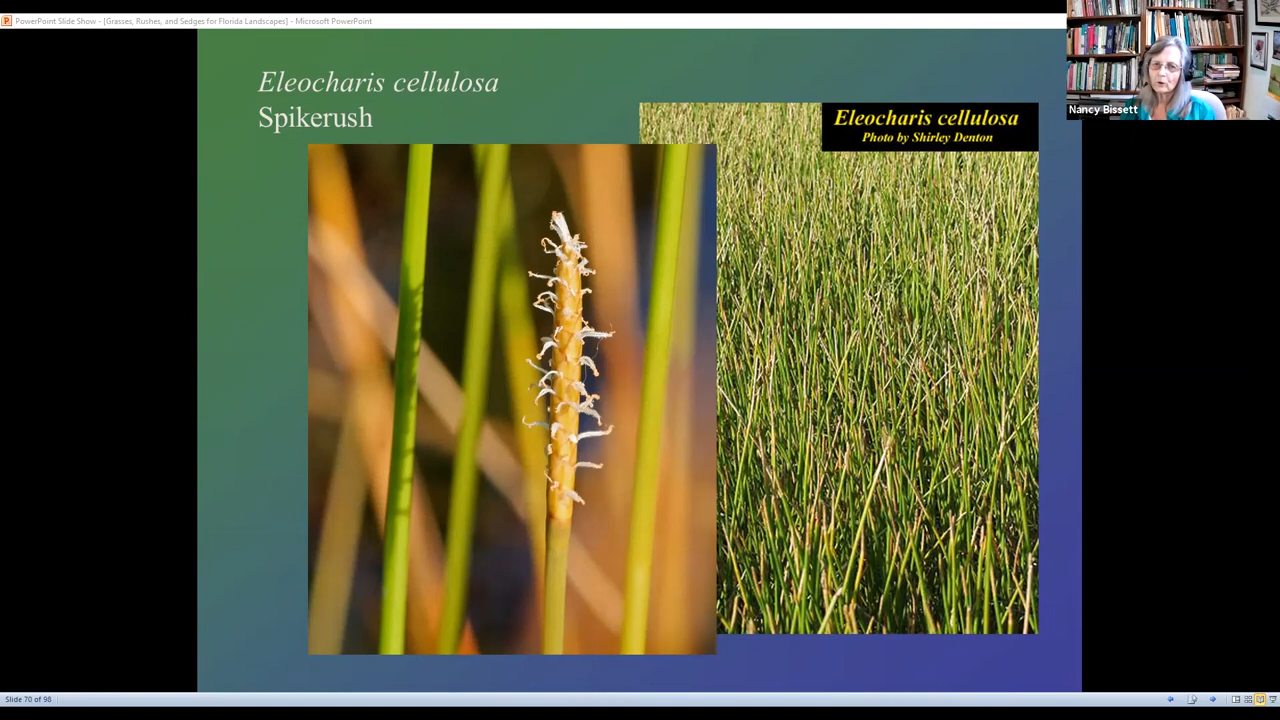 PowerPoint Slide Show - [Grasses, Rushes, and Sedges for Florida Landscapes] - Microsoft PowerPoint
Nancy Bissett
Eleocharis cellulosa
Spikerush
Eleocharis cellulosa
Photo by Shirley Denton
Slide 70 of 98